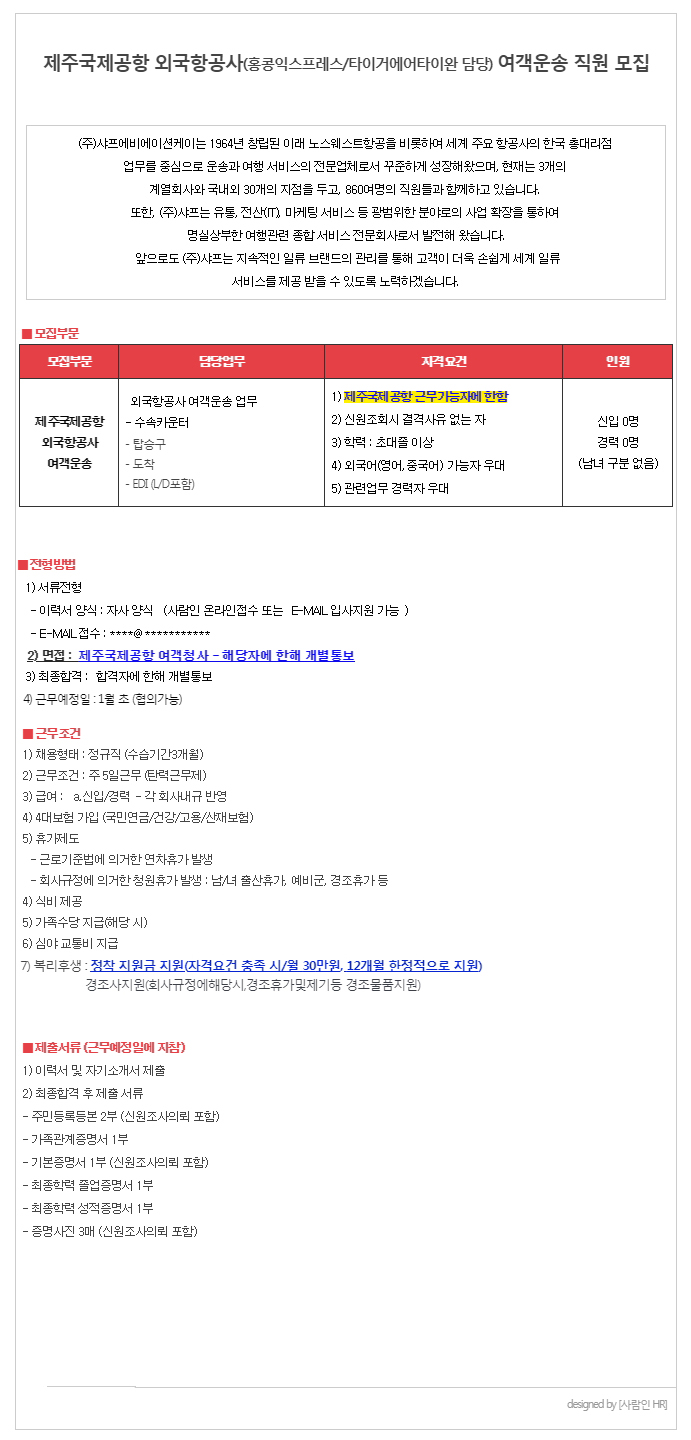 제주국제공항 외국항공사(홍콩익스프레스/타이거에어타이완 담당) 여객운송 직원 모집
(주)샤프에비에이션케이는 1964년 창립된 이래 노스웨스트항공을 비롯하여 세계 주요 항공사의 한국 총대리점
업무를 중심으로 운송과 여행 서비스의 전문업체로서 꾸준하게 성장해왔으며, 현재는 3개의
계열회사와 국내외 30개의 지점을 두고, 860여명의 직원들과 함께하고 있습니다.
또한, (주)샤프는 유통, 전산(IT), 마케팅 서비스 등 광범위한 분야로의 사업 확장을 통하여
명실상부한 여행관련 종합 서비스 전문회사로서 발전해 왔습니다.
앞으로도 (주)샤프는 지속적인 일류 브랜드의 관리를 통해 고객이 더욱 손쉽게 세계 일류
서비스를 제공 받을 수 있도록 노력하겠습니다.
■ 모집부문
모집부문 담당업무 자격요건 인원
제주국제공항
외국항공사
여객운송
외국항공사 여객운송 업무
- 수속카운터
- 탑승구
- 도착
- EDI (L/D포함)
1) 제주국제공항 근무가능자에 한함
2) 신원조회시 결격사유 없는 자
3) 학력 : 초대졸 이상
4) 외국어(영어, 중국어) 가능자 우대
5) 관련업무 경력자 우대
신입 0명
경력 0명
(남녀 구분 없음)
■ 전형방법
1) 서류전형
- 이력서 양식 : 자사 양식 (사람인 온라인접수 또는 E-MAIL 입사지원 가능 )
- E-MAIL 접수 : ****@***********
2) 면접 : 제주국제공항 여객청사 - 해당자에 한해 개별통보
3) 최종합격 : 합격자에 한해 개별통보
4) 근무예정일 : 1월 초 (협의가능)
■ 근무조건
1) 채용형태 : 정규직 (수습기간3개월)
2) 근무조건 : 주 5일근무 (탄력근무제)
3) 급여 : a.신입/경력 - 각 회사내규 반영
4) 4대보험 가입 (국민연금/건강/고용/산재보험)
5) 휴가제도
- 근로기준법에 의거한 연차휴가 발생
- 회사규정에 의거한 청원휴가 발생 : 남/녀 출산휴가, 예비군, 경조휴가 등
4) 식비 제공
5) 가족수당 지급(해당 시)
6) 심야 교통비 지급
7) 복리후생 : 정착 지원금 지원(자격요건 충족 시/월 30만원, 12개월 한정적으로 지원)
경조사지원(회사규정에해당시,경조휴가및제기등 경조물품지원)
■ 제출서류 (근무예정일에 지참)
1) 이력서 및 자기소개서 제출
2) 최종합격 후 제출 서류
- 주민등록등본 2부 (신원조사의뢰 포함)
- 가족관계증명서 1부
- 기본증명서 1부 (신원조사의뢰 포함)
- 최종학력 졸업증명서 1부
- 최종학력 성적증명서 1부
- 증명사진 3매 (신원조사의뢰 포함)
designed by [사람인 HR]